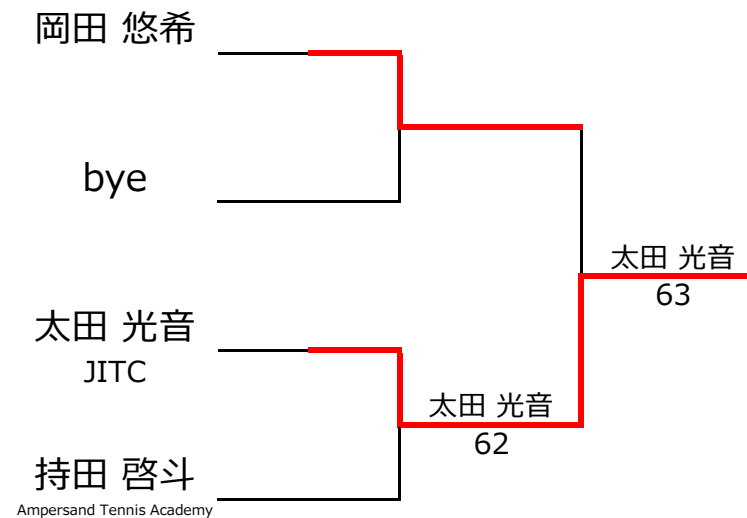 岡田 悠希
bye
太田 光音
JITC
持田 啓斗
Ampersand Tennis Academy
太田 光音
62
太田 光音
63